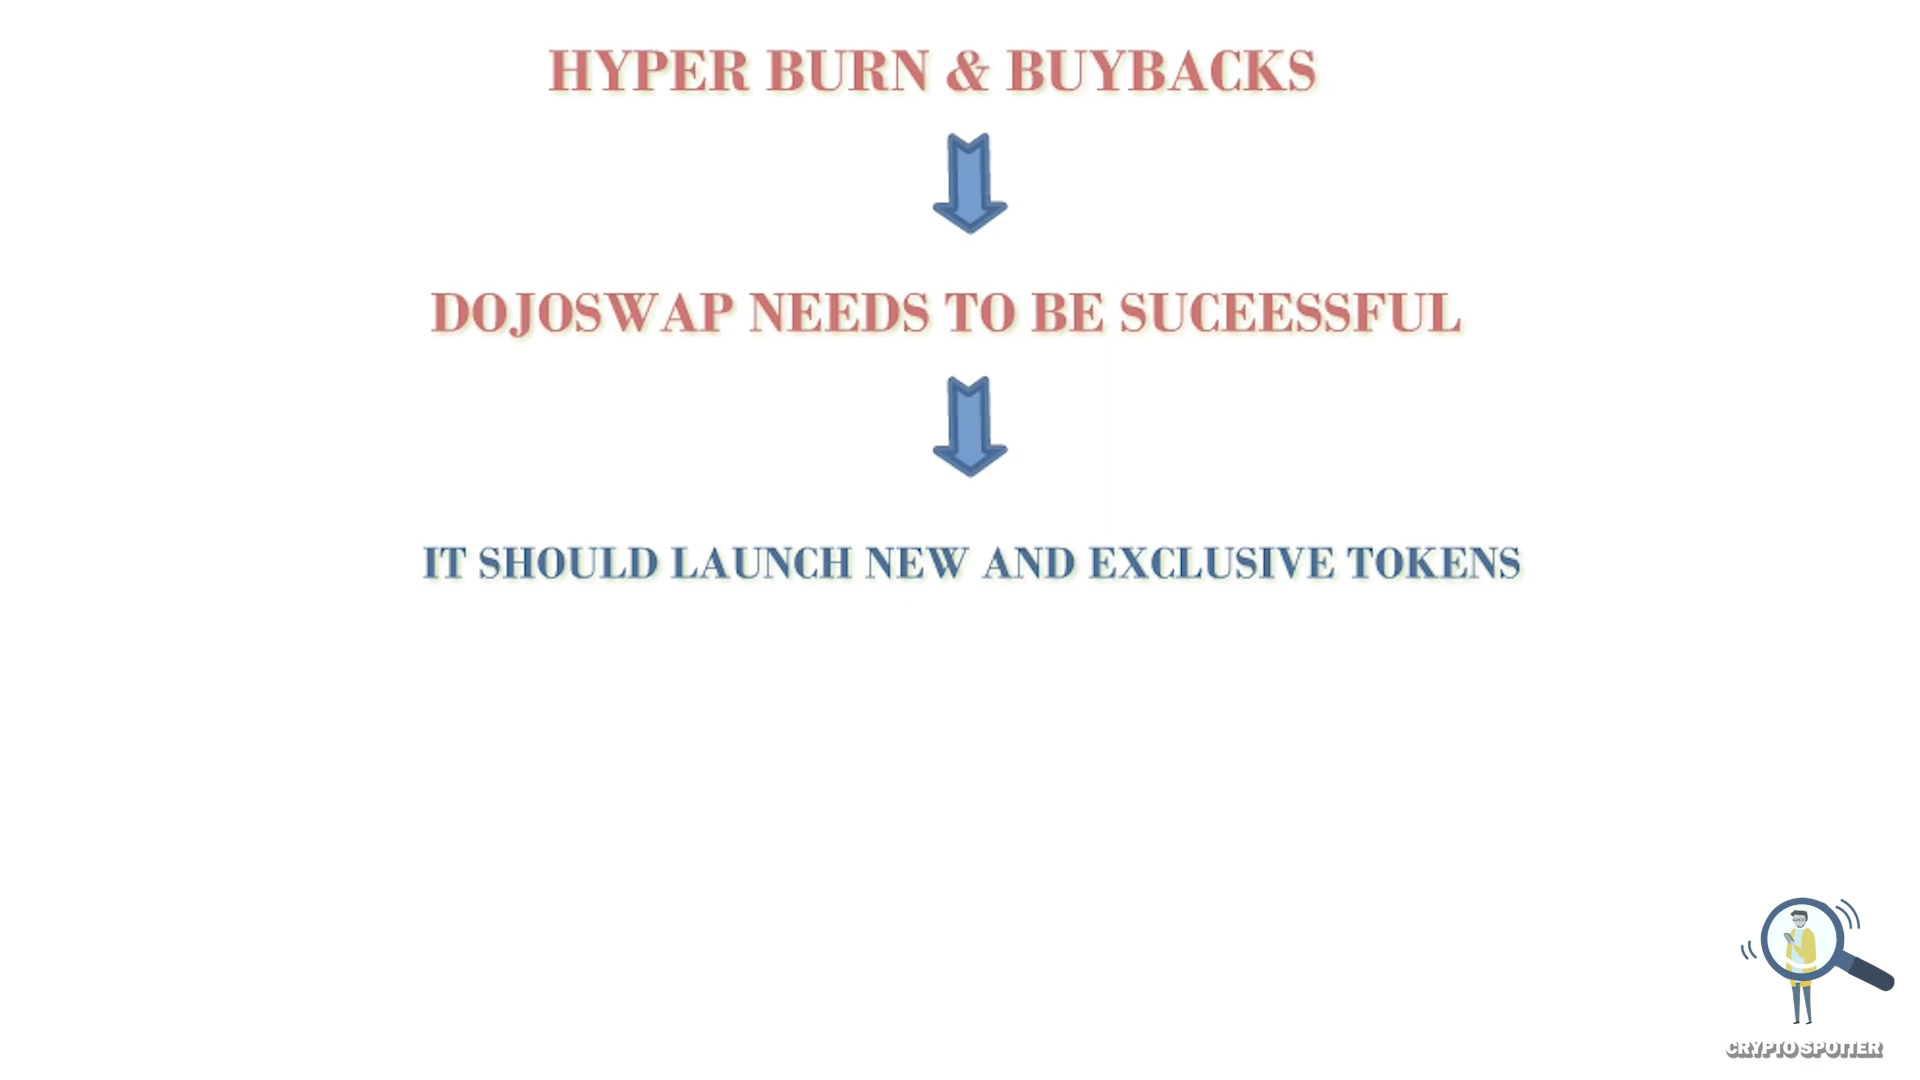 HYPER BURN & BUYBACKS
DOJOSWAP NEEDS TO BE SUCEESSFUL
IT SHOULD LAUNCH NEW AND EXCLUSIVE TOKENS
CRYPTO SPOTTER